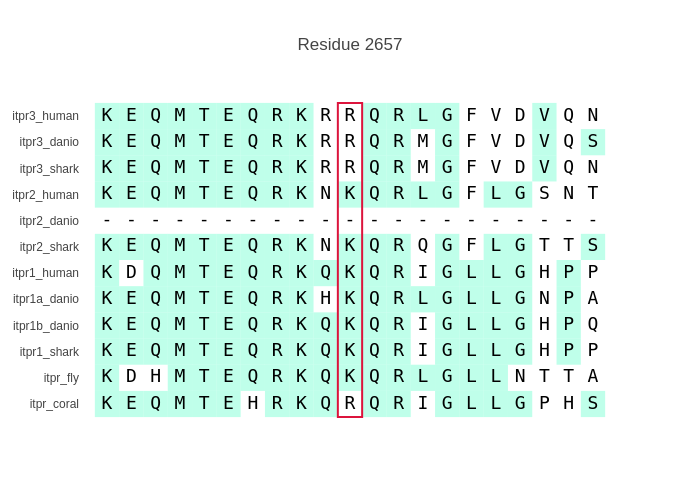 Residue 2657
itpr3_human K E Q M T E Q R K R R Q R L G F V D V Q N
itpr3_danio K E Q M T E Q R K R R Q R M G F V D V Q S
itpr3_shark K E Q M T E Q R K R R Q R M G F V D V Q N
itpr2_human K E Q M T E Q R K N K Q R L G F L G S N T
itpr2_danio - - - - - - - - - - - - - - - - - - - - -
itpr2_shark K E Q M T E Q R K N K Q R Q G F L G T T S
itpr1_human K D Q M T E Q R K Q K Q R I G L L G H P P
itpr1a_danio K E Q M T E Q R K H K Q R L G L L G N P A
itpr1b_danio K E Q M T E Q R K Q K Q R I G L L G H P Q
itpr1_shark K E Q M T E Q R K Q K Q R I G L L G H P P
itpr_fly K D H M T E Q R K Q K Q R L G L L N T T A
itpr_coral K E Q M T E H R K Q R Q R I G L L G P H S